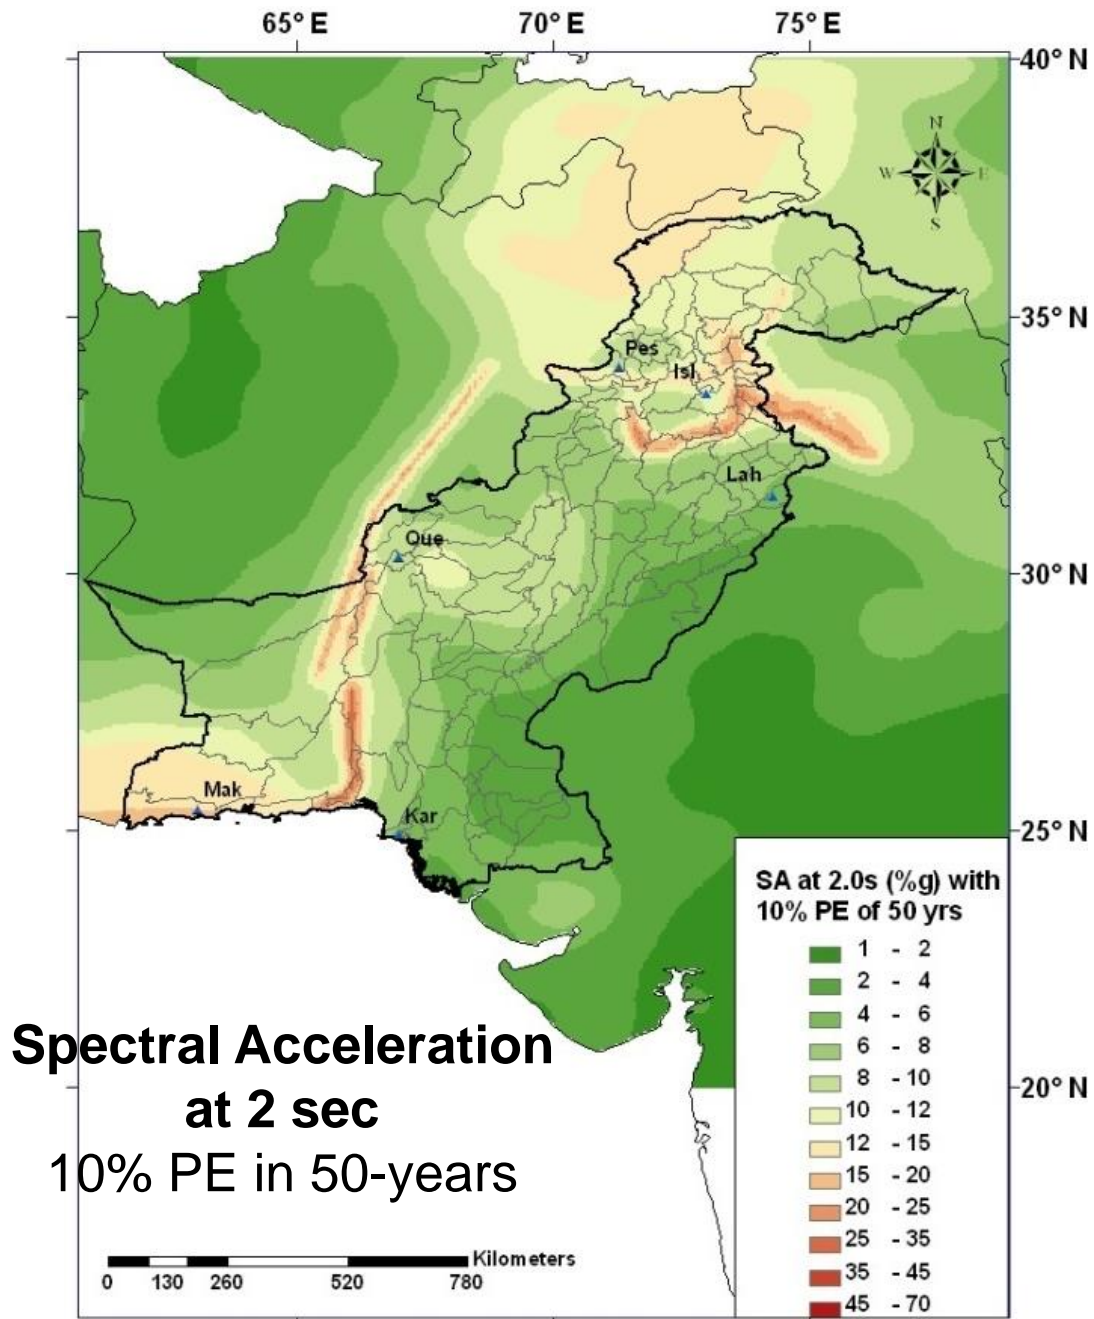 65° E 70° E 75° E
40° N
N
W E
S
35° N
Pes
Isl
Lah
Que
30° N
Mak
Kar
25° N
SA at 2.0s (%g) with
10% PE of 50 yrs
1 - 2
2 - 4
4 - 6
6 - 8
8 - 10
10 - 12
12 - 15
15 - 20
20 - 25
25 - 35
35 - 45
45 - 70
20° N
Spectral Acceleration
at 2 sec
10% PE in 50-years
Kilometers
0 130 260 520 780